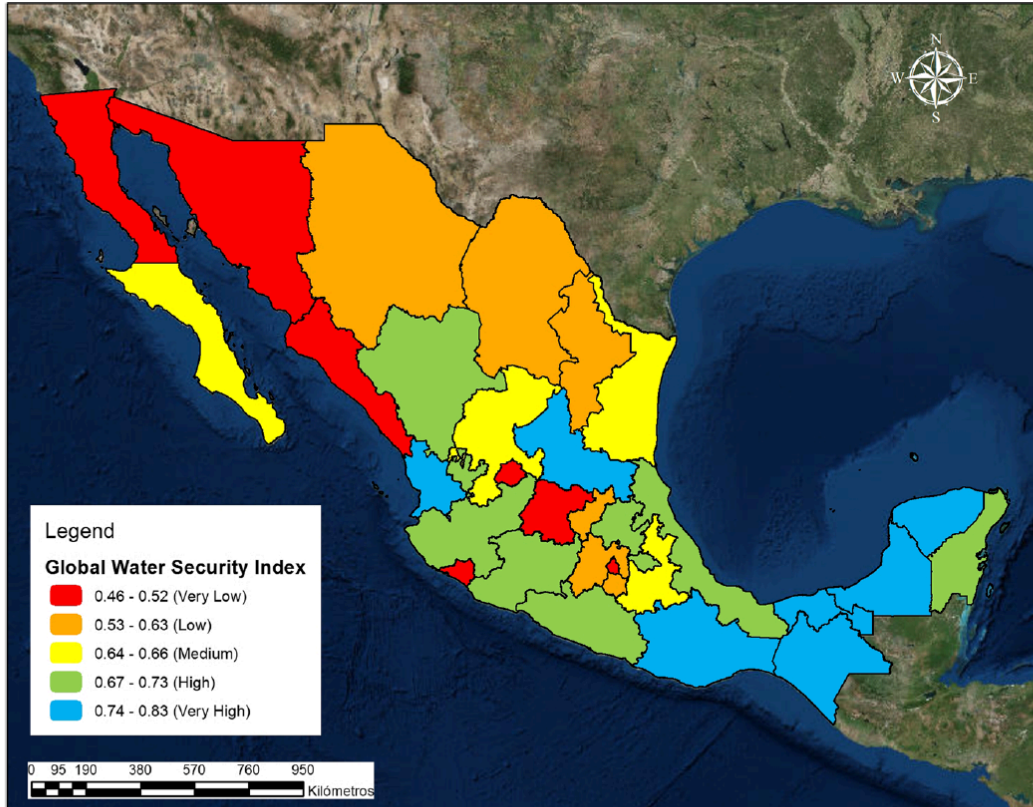 N
W E
S
Legend
Global Water Security Index
0.46 - 0.52 (Very Low)
0.53 - 0.63 (Low)
0.64 - 0.66 (Medium)
0.67 - 0.73 (High)
0.74 - 0.83 (Very High)
0 95 190 380 570 760 950
Kilómetros